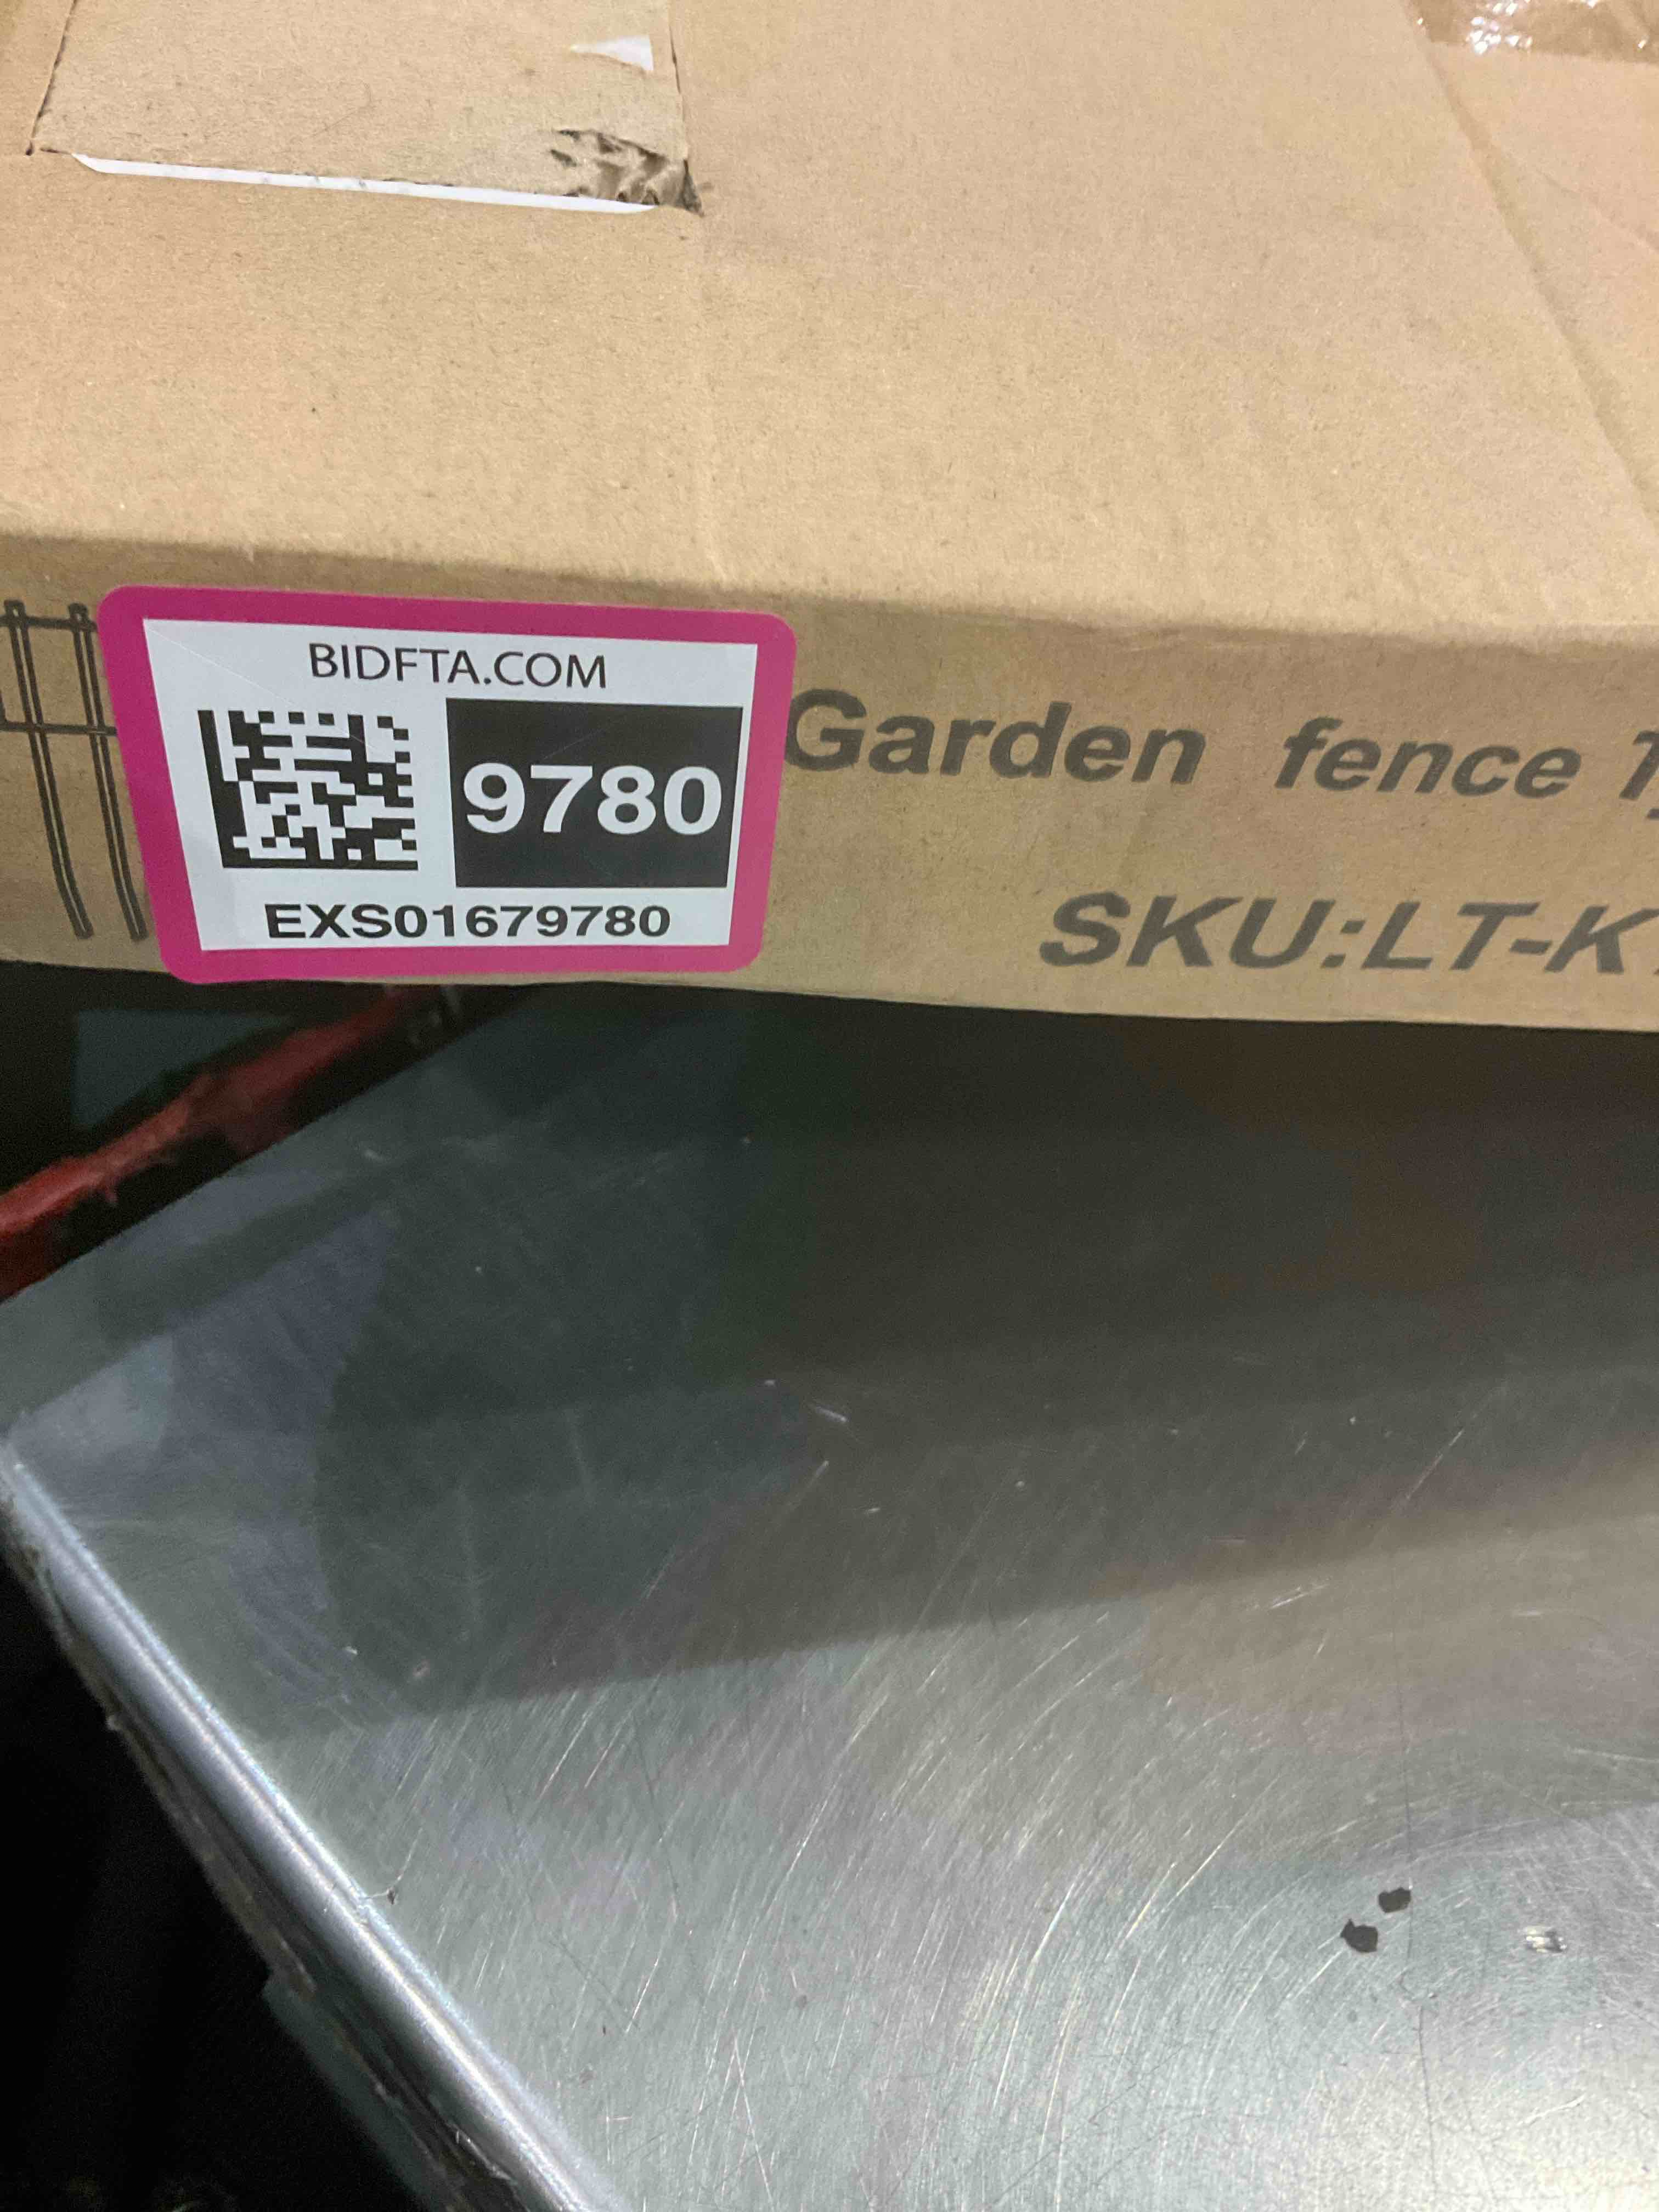 BIDFTA.COM
9780
EXS01679780
Garden fence
SKU:LT-K